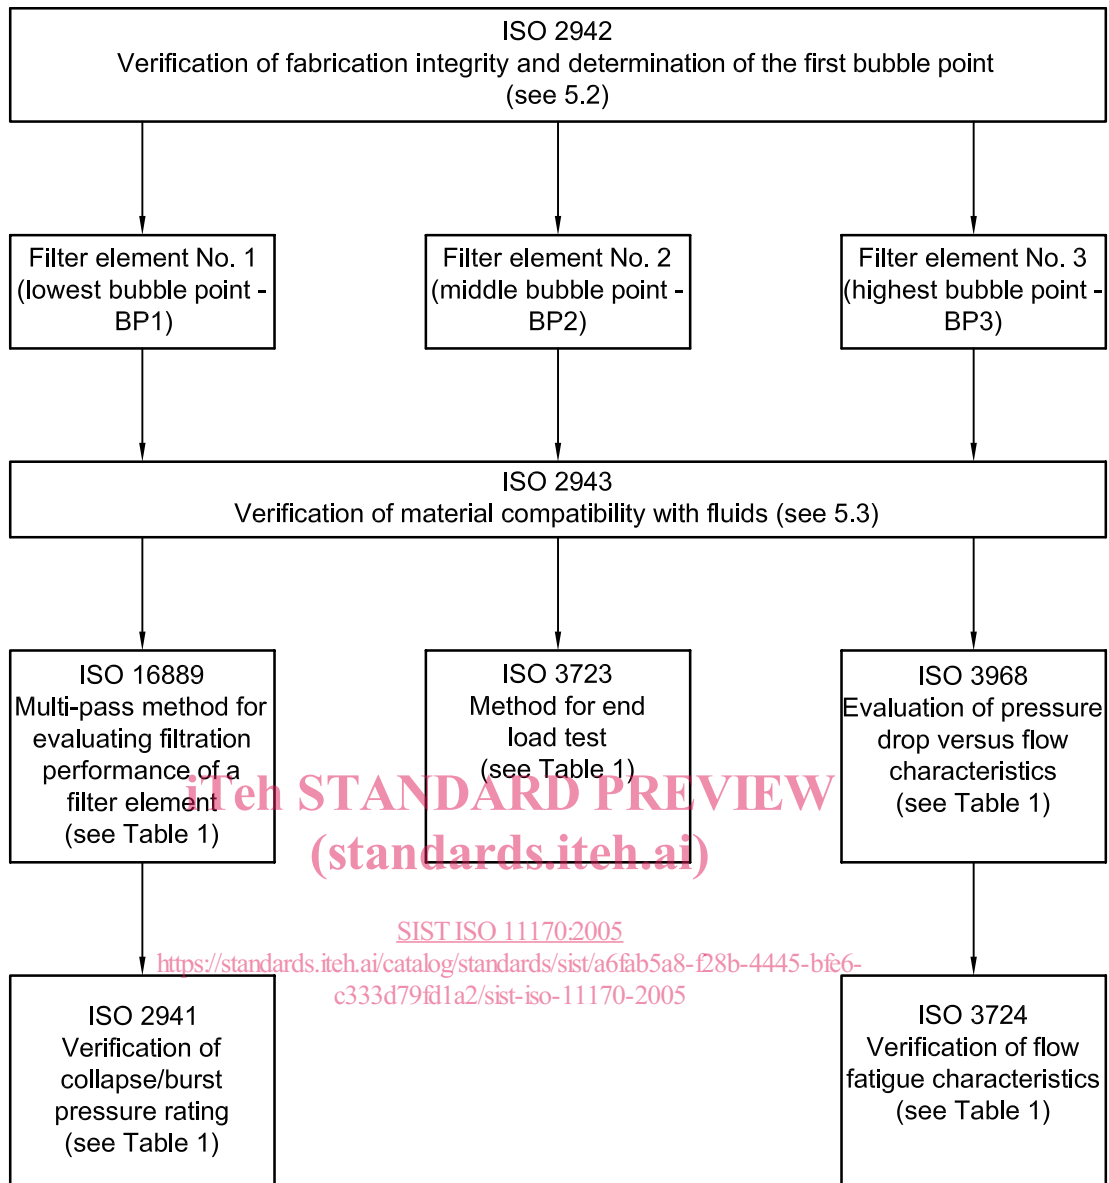 ISO 2942
Verification of fabrication integrity and determination of the first bubble point
(see 5.2)
Filter element No. 1
(lowest bubble point -
BP1)
Filter element No. 2
(middle bubble point -
BP2)
Filter element No. 3
(highest bubble point -
BP3)
ISO 2943
Verification of material compatibility with fluids (see 5.3)
ISO 16889
Multi-pass method for
evaluating filtration
performance of a
filter element
(see Table 1)
ISO 3723
Method for end
load test
(see Table 1)
ISO 3968
Evaluation of pressure
drop versus flow
characteristics
(see Table 1)
iTeh STANDARD PREVIEW
(standards.iteh.ai)
SIST ISO 11170:2005
https://standards.iteh.ai/catalog/standards/sist/a6fab5a8-f28b-4445-bfe6-
c333d79fd1a2/sist-iso-11170-2005
ISO 2941
Verification of
collapse/burst
pressure rating
(see Table 1)
ISO 3724
Verification of flow
fatigue characteristics
(see Table 1)